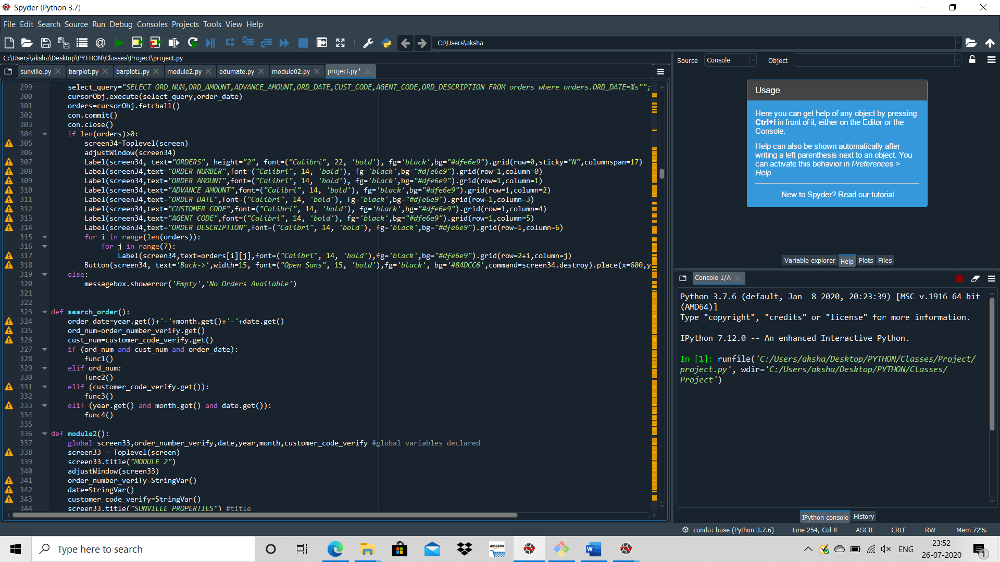 Spyder (Python 3.7)
File Edit Search Source Run Debug Consoles Projects Tools View Help
C:\Users\aksha
C:\Users\aksha\Desktop\PYTHON\Classes\Project\project.py
sunville.py barplot.py barplot1.py module2.py edumate.py module02.py project.py*
299 select_query="SELECT ORD_NUM,ORD_AMOUNT,ADVANCE_AMOUNT,ORD_DATE,CUST_CODE,AGENT_CODE,ORD_DESCRIPTION FROM orders where orders.ORD_DATE=%s"";
300 cursorObj.execute(select_query,order_date)
301 orders=cursorObj.fetchall()
302 con.commit()
303 con.close()
304 if len(orders)>0:
305 screen34=Toplevel(screen)
306 adjustWindow(screen34)
307 Label(screen34, text="ORDERS", height="2", font=("Calibri", 22, 'bold'), fg='black',bg="#dfe6e9").grid(row=0,sticky="N",columnspan=17)
308 Label(screen34,text="ORDER NUMBER",font=("Calibri", 14, 'bold'), fg='black',bg="#dfe6e9").grid(row=1,column=0)
309 Label(screen34,text="ORDER AMOUNT",font=("Calibri", 14, 'bold'), fg='black',bg="#dfe6e9").grid(row=1,column=1)
310 Label(screen34,text="ADVANCE AMOUNT",font=("Calibri", 14, 'bold'), fg='black',bg="#dfe6e9").grid(row=1,column=2)
311 Label(screen34,text="ORDER DATE",font=("Calibri", 14, 'bold'), fg='black',bg="#dfe6e9").grid(row=1,column=3)
312 Label(screen34,text="CUSTOMER CODE",font=("Calibri", 14, 'bold'), fg='black',bg="#dfe6e9").grid(row=1,column=4)
313 Label(screen34,text="AGENT CODE",font=("Calibri", 14, 'bold'), fg='black',bg="#dfe6e9").grid(row=1,column=5)
314 Label(screen34,text="ORDER DESCRIPTION",font=("Calibri", 14, 'bold'), fg='black',bg="#dfe6e9").grid(row=1,column=6)
315 for i in range(len(orders)):
316 for j in range(7):
317 Label(screen34,text=orders[i][j],font=("Calibri", 14, 'bold'),fg='black',bg="#dfe6e9").grid(row=2+i,column=j)
318 Button(screen34, text='Back->',width=15, font=("Open Sans", 15, 'bold'),fg='black', bg='#84DCC6',command=screen34.destroy).place(x=600,y
319 else:
320 messagebox.showerror('Empty','No Orders Available')
321
322
323 def search_order():
324 order_date=year.get()+'-'+month.get()+'-'+date.get()
325 ord_num=order_number_verify.get()
326 cust_num=customer_code_verify.get()
327 if (ord_num and cust_num and order_date):
328 func1()
329 elif ord_num:
330 func2()
331 elif (customer_code_verify.get()):
332 func3()
333 elif (year.get() and month.get() and date.get()):
334 func4()
335
336 def module2():
337 global screen33,order_number_verify,date,year,month,customer_code_verify #global variables declared
338 screen33 = Toplevel(screen)
339 screen33.title("MODULE 2")
340 adjustWindow(screen33)
341 order_number_verify=StringVar()
342 date=StringVar()
343 customer_code_verify=StringVar()
344 screen33.title("SUNVILLE PROPERTIES") #title
Source Console Object
Usage
Here you can get help of any object by pressing
Ctrl+I in front of it, either on the Editor or the
Console.
Help can also be shown automatically after
writing a left parenthesis next to an object. You
can activate this behavior in Preferences >
Help.
New to Spyder? Read our tutorial
Variable explorer Help Plots Files
Console 1/A
Python 3.7.6 (default, Jan 8 2020, 20:23:39) [MSC v.1916 64 bit
(AMD64)]
Type "copyright", "credits" or "license" for more information.
IPython 7.12.0 -- An enhanced Interactive Python.
In [1]: runfile('C:/Users/aksha/Desktop/PYTHON/Classes/Project/
project.py', wdir='C:/Users/aksha/Desktop/PYTHON/Classes/
Project')
IPython console History
conda: base (Python 3.7.6) Line 254, Col 8 ASCII CRLF RW Mem 72%
Type here to search
amazon
W
ENG
23:52
26-07-2020
1